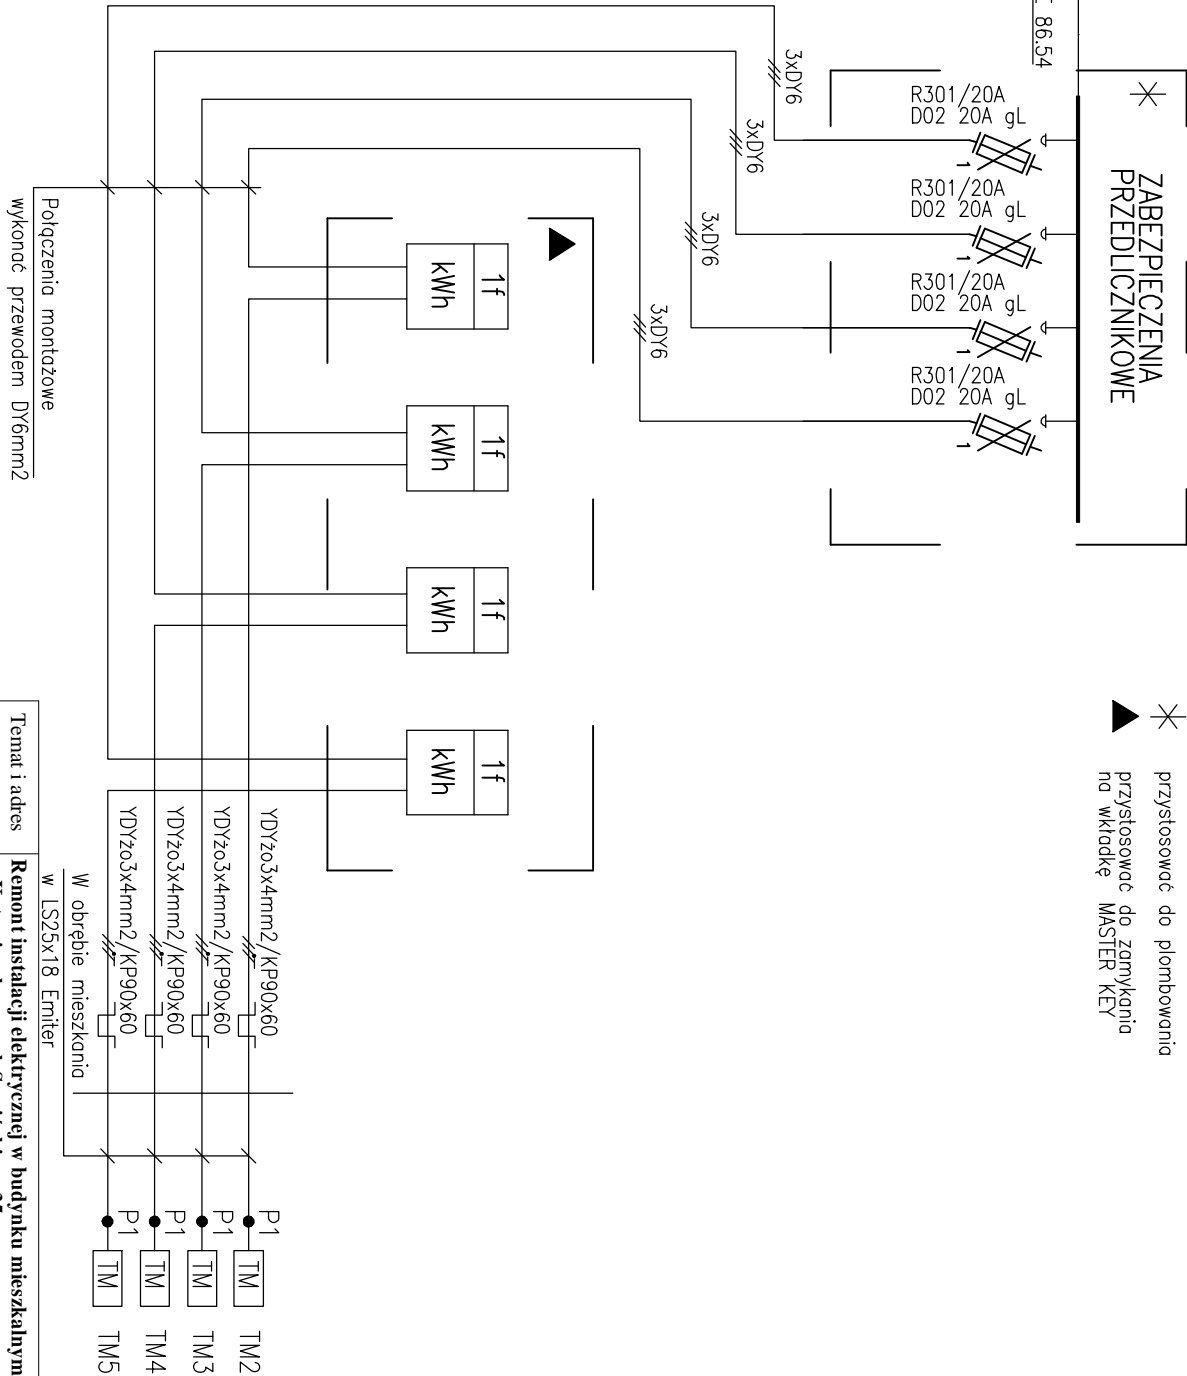 86.54
ZABEZPIECZENIA
PRZEDLICZNIKOWE
R301/20A
D02 20A gL
1
R301/20A
D02 20A gL
1
R301/20A
D02 20A gL
1
R301/20A
D02 20A gL
1
3xDY6
3xDY6
3xDY6
3xDY6
przystosować do plombowania
przystosować do zamykania
na wkładkę MASTER KEY
1f
kWh
1f
kWh
1f
kWh
1f
kWh
Połączenia montażowe
wykonać przewodem DY6mm2
YDYżo3x4mm2/KP90x60
YDYżo3x4mm2/KP90x60
YDYżo3x4mm2/KP90x60
YDYżo3x4mm2/KP90x60
W obrębie mieszkania
w LS25x18 Emiter
P1
TM
TM2
P1
TM
TM3
P1
TM
TM4
P1
TM
TM5
Temat i adres
Remont instalacji elektrycznej w budynku mieszkalnym